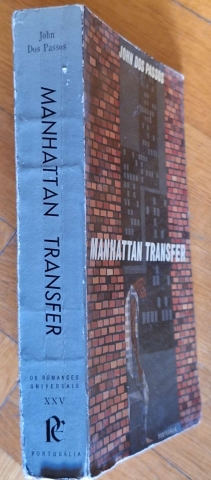 John
Dos Passos
MANHATTAN TRANSFER
OS ROMANCES
UNIVERSAIS
XXV
PORTUGÁLIA
JOHN DOS PASSOS
MANHATTAN TRANSFER